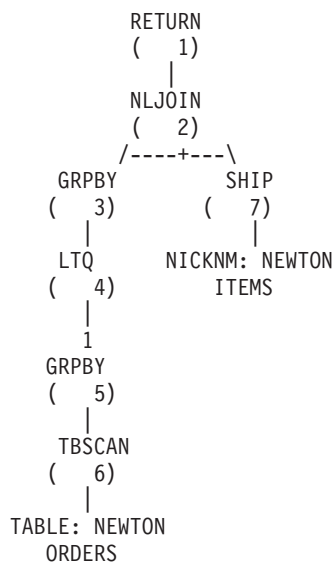 RETURN
( 1)
|
NLJOIN
( 2)
/----+---\
GRPBY SHIP
( 3) ( 7)
| |
LTQ NICKNM: NEWTON
( 4) ITEMS
|
1
GRPBY
( 5)
|
TBSCAN
( 6)
|
TABLE: NEWTON
ORDERS